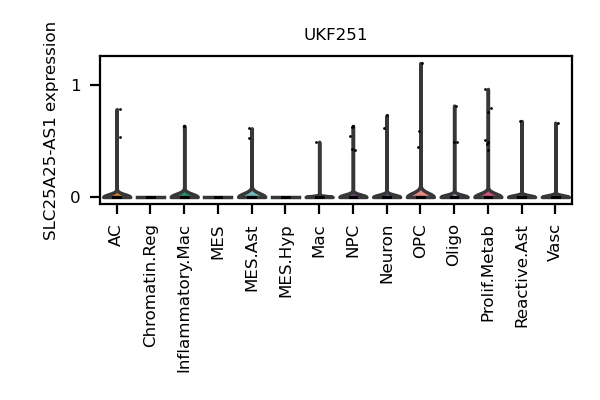 UKF251
SLC25A25-AS1 expression
1
0
AC
Chromatin.Reg
Inflammatory.Mac
MES
MES.Ast
MES.Hyp
Mac
NPC
Neuron
OPC
Oligo
Prolif.Metab
Reactive.Ast
Vasc